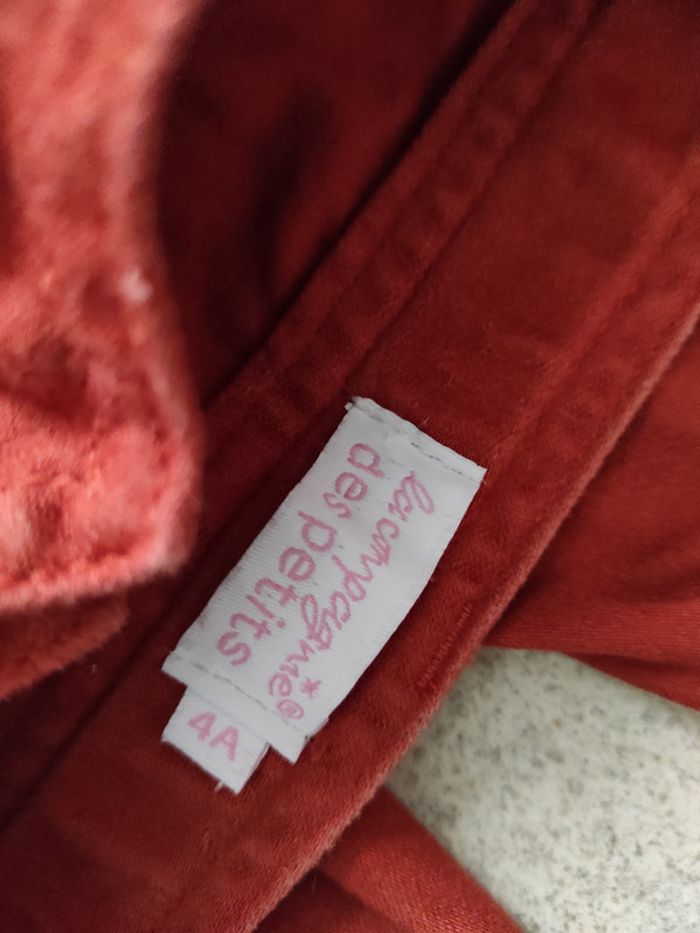 la compagnie*®
des petits
4A